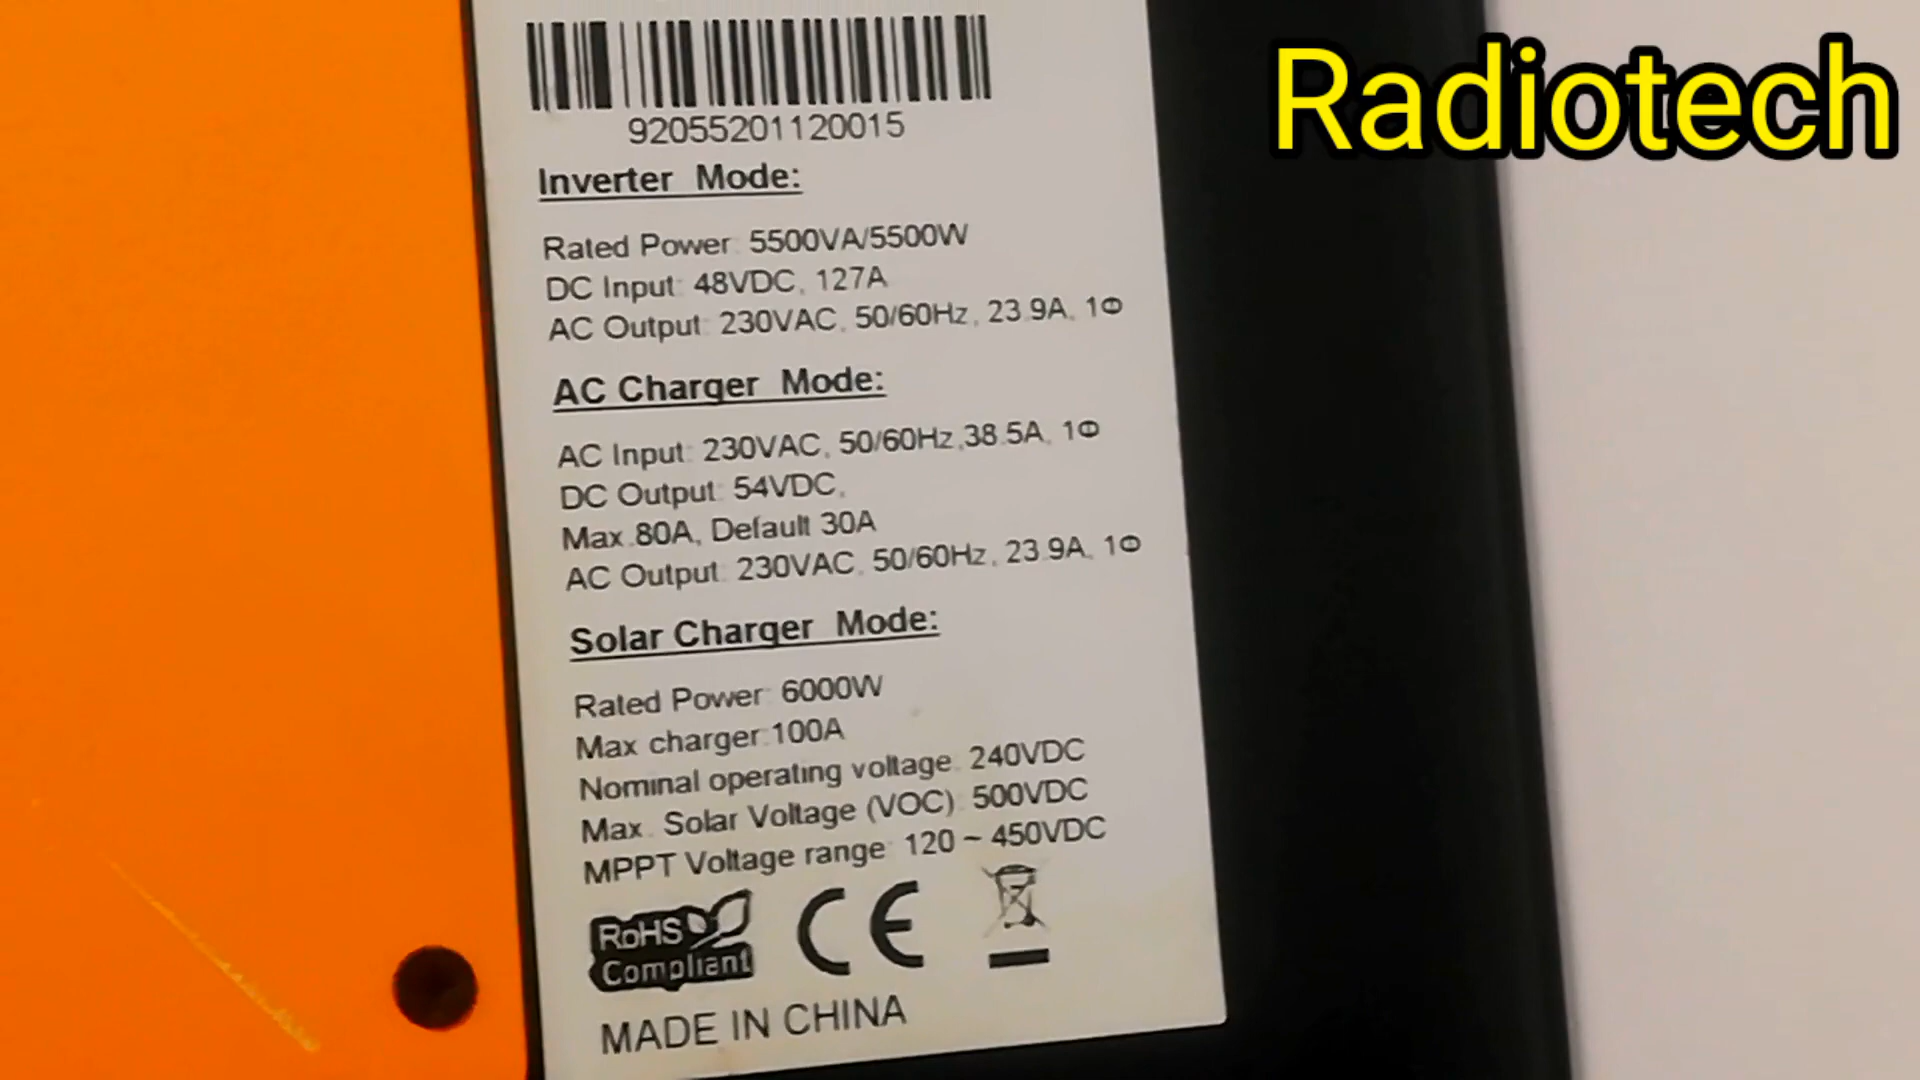 Radiotech
92055201120015
Inverter Mode:
Rated Power: 5500VA/5500W
DC Input: 48VDC, 127A
AC Output: 230VAC, 50/60Hz, 23.9A, 1Φ
AC Charger Mode:
AC Input: 230VAC, 50/60Hz,38.5A, 1Φ
DC Output: 54VDC,
Max.80A, Default 30A
AC Output: 230VAC, 50/60Hz, 23.9A, 1Φ
Solar Charger Mode:
Rated Power: 6000W
Max charger:100A
Nominal operating voltage: 240VDC
Max. Solar Voltage (VOC): 500VDC
MPPT Voltage range: 120 ~ 450VDC
RoHS
Compliant
CE
MADE IN CHINA